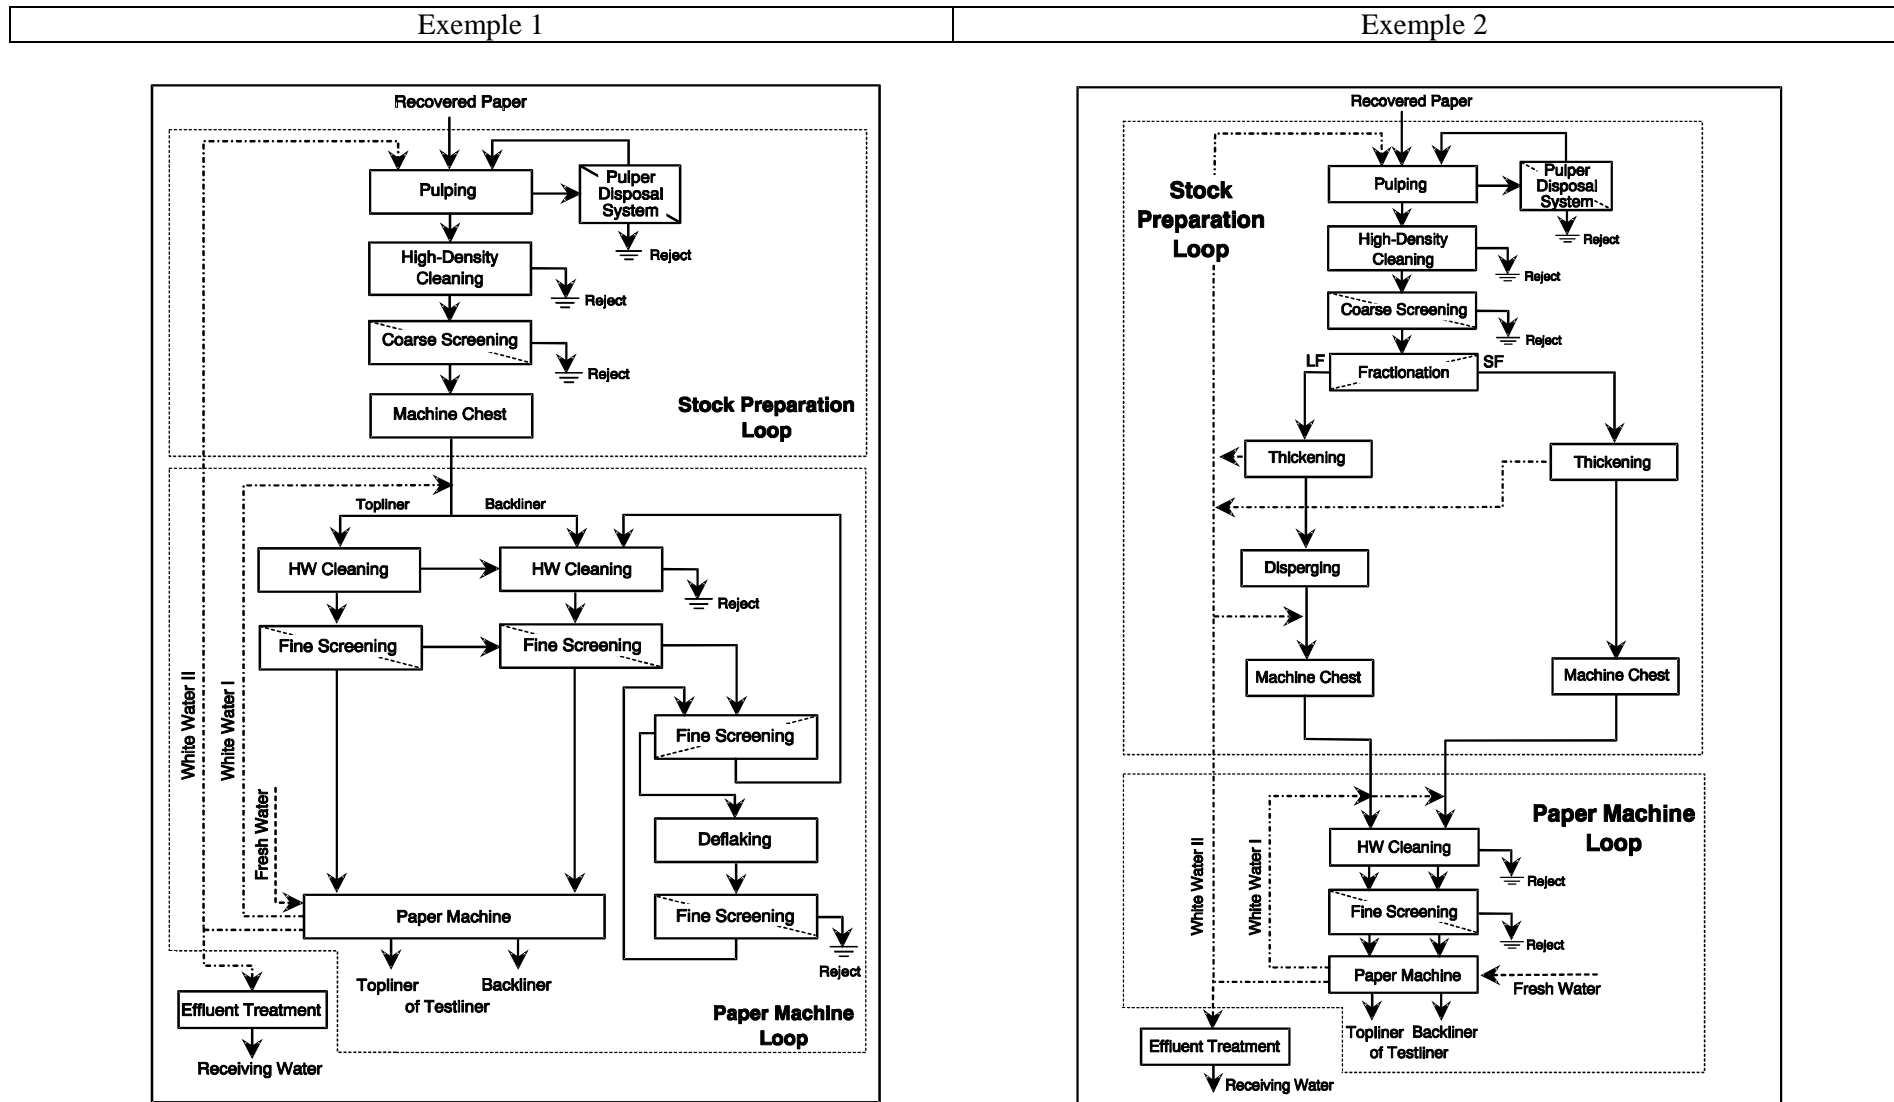 Exemple 1
Exemple 2
Recovered Paper
Pulping
Pulper
Disposal
System
Reject
High-Density
Cleaning
Reject
Coarse Screening
Reject
Machine Chest
Stock Preparation
Loop
Topliner
Backliner
HW Cleaning
HW Cleaning
Reject
Fine Screening
Fine Screening
White Water II
White Water I
Fresh Water
Fine Screening
Deflaking
Fine Screening
Reject
Paper Machine
Topliner
Backliner
of Testliner
Effluent Treatment
Receiving Water
Paper Machine
Loop
Recovered Paper
Stock
Preparation
Loop
Pulping
Pulper
Disposal
System
Reject
High-Density
Cleaning
Reject
Coarse Screening
Reject
LF
SF
Fractionation
Thickening
Thickening
Disperging
Machine Chest
Machine Chest
Paper Machine
Loop
White Water II
White Water I
HW Cleaning
Reject
Fine Screening
Reject
Paper Machine
Fresh Water
Topliner
Backliner
of Testliner
Effluent Treatment
Receiving Water